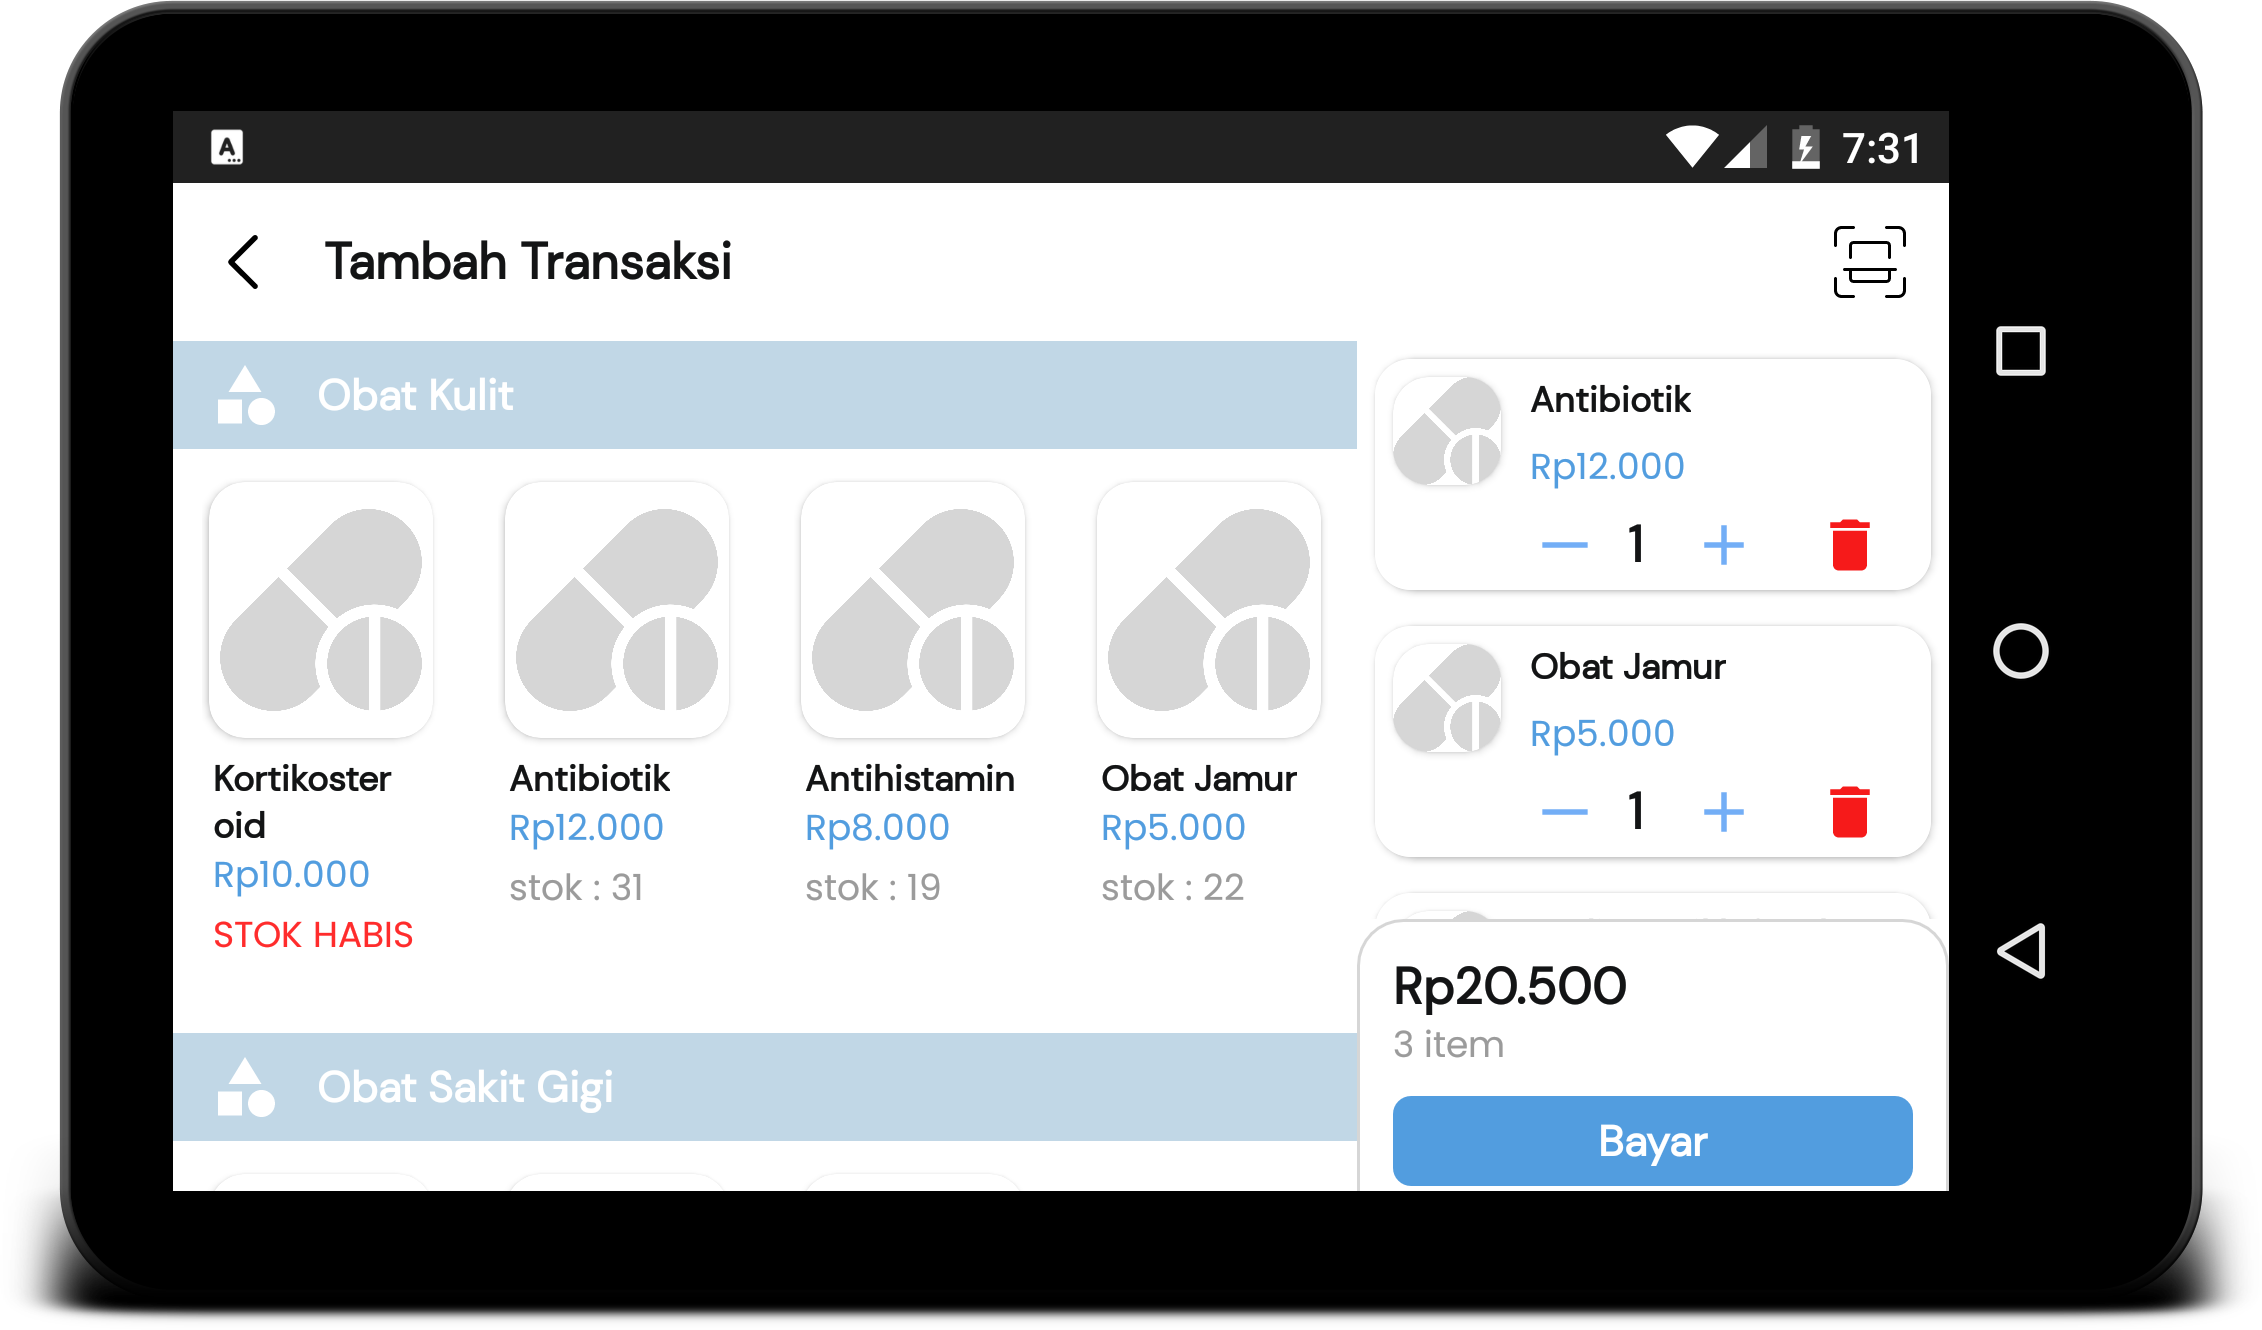 A
7:31
Tambah Transaksi
Obat Kulit
Kortikoster
oid
Rp10.000
STOK HABIS
Antibiotik
Rp12.000
stok : 31
Antihistamin
Rp8.000
stok : 19
Obat Jamur
Rp5.000
stok : 22
Obat Sakit Gigi
Antibiotik
Rp12.000
1
Obat Jamur
Rp5.000
1
Rp20.500
3 item
Bayar